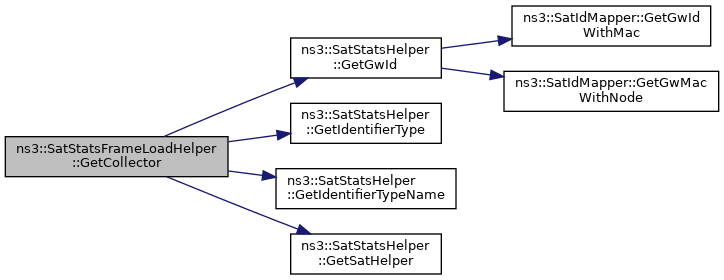 ns3::SatStatsFrameLoadHelper
::GetCollector
ns3::SatStatsHelper
::GetGwId
ns3::SatIdMapper::GetGwId
WithMac
ns3::SatIdMapper::GetGwMac
WithNode
ns3::SatStatsHelper
::GetIdentifierType
ns3::SatStatsHelper
::GetIdentifierTypeName
ns3::SatStatsHelper
::GetSatHelper